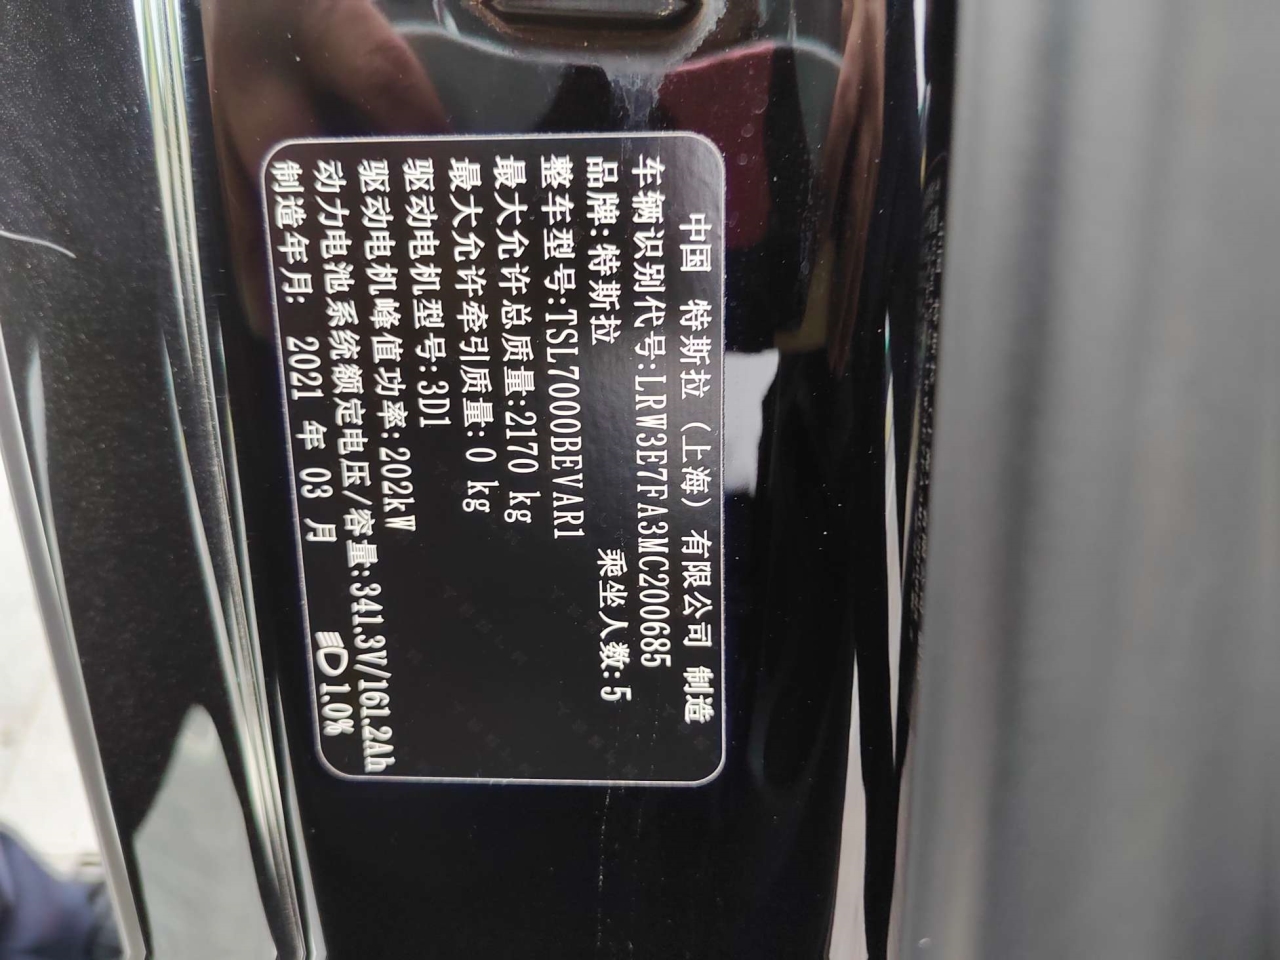 中国 特斯拉（上海）有限公司 制造
车辆识别代号:LRW3E7FA3MC200685
品牌:特斯拉 乘坐人数:5
整车型号:TSL7000BEVAR1
最大允许总质量:2170 kg
最大允许牵引质量:0 kg
驱动电机型号:3D1
驱动电机峰值功率:202kW
动力电池系统额定电压/容量:341.3V/161.2Ah
制造年月: 2021 年 03 月 1.0%